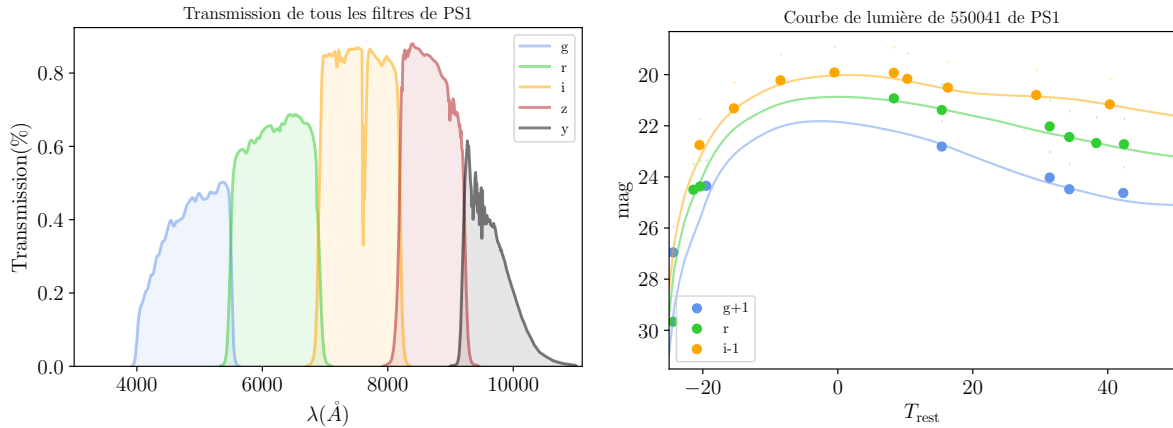 Transmission de tous les filtres de PS1
Transmission(%)
0.8
0.6
0.4
0.2
0.0
4000 6000 8000 10000
λ(Å)
g
r
i
z
y
Courbe de lumière de 550041 de PS1
mag
20
22
24
26
28
30
−20 0 20 40
T_rest
g+1
r
i-1